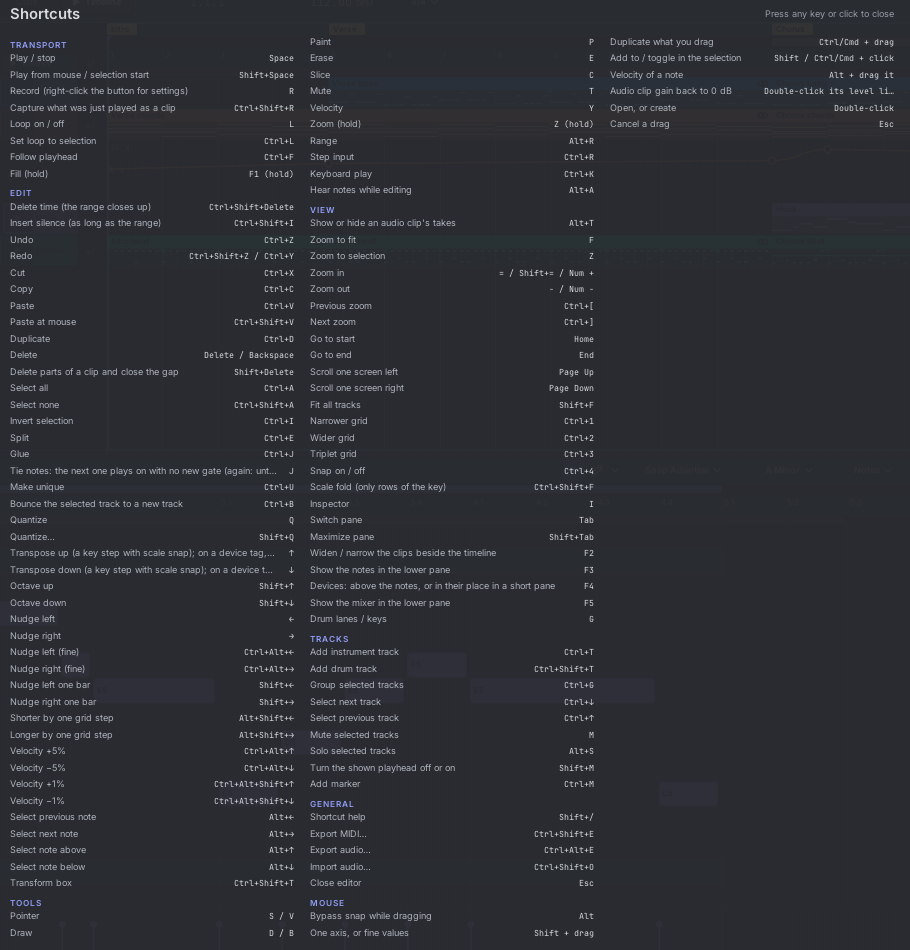 Shortcuts
Press any key or click to close
TRANSPORT
Play / stop Space
Play from mouse / selection start Shift+Space
Record (right-click the button for settings) R
Capture what was just played as a clip Ctrl+Shift+R
Loop on / off L
Set loop to selection Ctrl+L
Follow playhead Ctrl+F
Fill (hold) F1 (hold)
EDIT
Delete time (the range closes up) Ctrl+Shift+Delete
Insert silence (as long as the range) Ctrl+Shift+I
Undo Ctrl+Z
Redo Ctrl+Shift+Z / Ctrl+Y
Cut Ctrl+X
Copy Ctrl+C
Paste Ctrl+V
Paste at mouse Ctrl+Shift+V
Duplicate Ctrl+D
Delete Delete / Backspace
Delete parts of a clip and close the gap Shift+Delete
Select all Ctrl+A
Select none Ctrl+Shift+A
Invert selection Ctrl+I
Split Ctrl+E
Glue Ctrl+J
Tie notes: the next one plays on with no new gate (again: unt... J
Make unique Ctrl+U
Bounce the selected track to a new track Ctrl+B
Quantize Q
Quantize... Shift+Q
Transpose up (a key step with scale snap); on a device tag,... ↑
Transpose down (a key step with scale snap); on a device t... ↓
Octave up Shift+↑
Octave down Shift+↓
Nudge left ←
Nudge right →
Nudge left (fine) Ctrl+Alt+←
Nudge right (fine) Ctrl+Alt+→
Nudge left one bar Shift+←
Nudge right one bar Shift+→
Shorter by one grid step Alt+Shift+←
Longer by one grid step Alt+Shift+→
Velocity +5% Ctrl+Alt+↑
Velocity −5% Ctrl+Alt+↓
Velocity +1% Ctrl+Alt+Shift+↑
Velocity −1% Ctrl+Alt+Shift+↓
Select previous note Alt+←
Select next note Alt+→
Select note above Alt+↑
Select note below Alt+↓
Transform box Ctrl+Shift+T
TOOLS
Pointer S / V
Draw D / B
Paint P
Erase E
Slice C
Mute T
Velocity Y
Zoom (hold) Z (hold)
Range Alt+R
Step input Ctrl+R
Keyboard play Ctrl+K
Hear notes while editing Alt+A
VIEW
Show or hide an audio clip's takes Alt+T
Zoom to fit F
Zoom to selection Z
Zoom in = / Shift+= / Num +
Zoom out - / Num -
Previous zoom Ctrl+[
Next zoom Ctrl+]
Go to start Home
Go to end End
Scroll one screen left Page Up
Scroll one screen right Page Down
Fit all tracks Shift+F
Narrower grid Ctrl+1
Wider grid Ctrl+2
Triplet grid Ctrl+3
Snap on / off Ctrl+4
Scale fold (only rows of the key) Ctrl+Shift+F
Inspector I
Switch pane Tab
Maximize pane Shift+Tab
Widen / narrow the clips beside the timeline F2
Show the notes in the lower pane F3
Devices: above the notes, or in their place in a short pane F4
Show the mixer in the lower pane F5
Drum lanes / keys G
TRACKS
Add instrument track Ctrl+T
Add drum track Ctrl+Shift+T
Group selected tracks Ctrl+G
Select next track Ctrl+↓
Select previous track Ctrl+↑
Mute selected tracks M
Solo selected tracks Alt+S
Turn the shown playhead off or on Shift+M
Add marker Ctrl+M
GENERAL
Shortcut help Shift+/
Export MIDI... Ctrl+Shift+E
Export audio... Ctrl+Alt+E
Import audio... Ctrl+Shift+O
Close editor Esc
MOUSE
Bypass snap while dragging Alt
One axis, or fine values Shift + drag
Duplicate what you drag Ctrl/Cmd + drag
Add to / toggle in the selection Shift / Ctrl/Cmd + click
Velocity of a note Alt + drag it
Audio clip gain back to 0 dB Double-click its level li…
Open, or create Double-click
Cancel a drag Esc